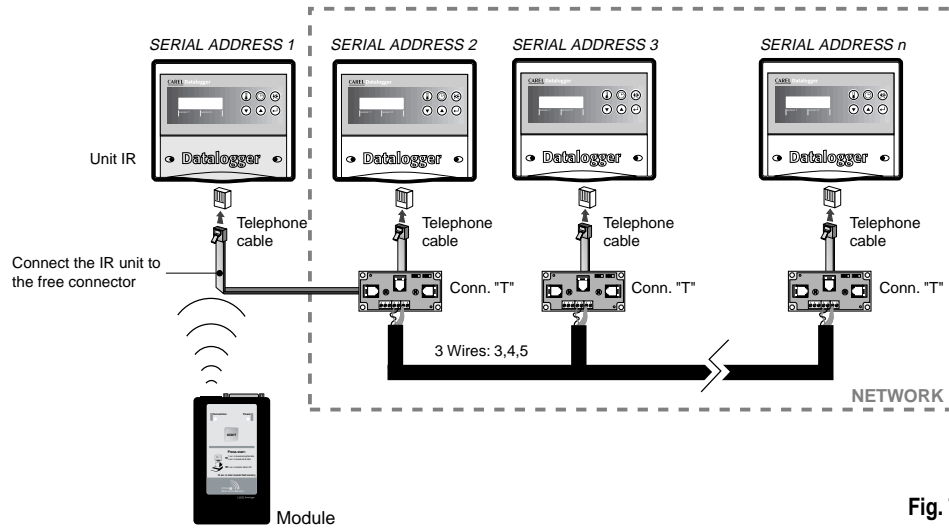 SERIAL ADDRESS 1 SERIAL ADDRESS 2 SERIAL ADDRESS 3 SERIAL ADDRESS n
CAREL Datalogger CAREL Datalogger CAREL Datalogger CAREL Datalogger
Unit IR
Datalogger Datalogger Datalogger Datalogger
Telephone cable
Telephone cable
Telephone cable
Telephone cable
Connect the IR unit to
the free connector
Conn. "T" Conn. "T" Conn. "T"
3 Wires: 3,4,5
NETWORK
Module
Fig.